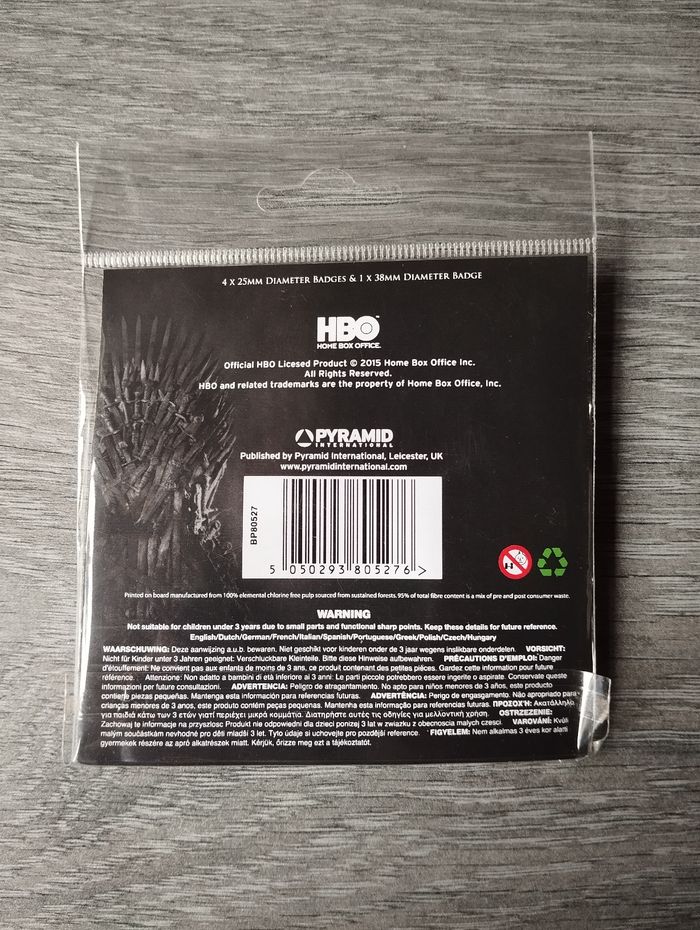 4 x 25mm Diameter Badges & 1 x 38mm Diameter Badge
HBO
HOME BOX OFFICE.
Official HBO Licesed Product © 2015 Home Box Office Inc.
All Rights Reserved.
HBO and related trademarks are the property of Home Box Office, Inc,
PYRAMID
INTERNATIONAL
Published by Pyramid International, Leicester, UK
www.pyramidinternational.com
BP80527
5 050293 805276 >
Printed on board manufactured from 100% elemental chlorine free pulp sourced from sustained forests. 95% of total fibre content is a mix of pre and post consumer waste.
WARNING
Not suitable for children under 3 years due to small parts and functional sharp points. Keep these details for future reference.
English/Dutch/German/French/Italian/Spanish/Portuguese/Greek/Polish/Czech/Hungary
WAARSCHUWING: Deze aanwijzing a.u.b. bewaren. Niet geschikt voor kinderen onder de 3 jaar wegens inslikbare onderdelen. VORSICHT:
Nicht für Kinder unter 3 Jahren geeignet: Verschluckbare Kleinteile. Bitte diese Hinweise aufbewahren. PRÉCAUTIONS D'EMPLOI: Danger
d'étouffement: Ne convient pas aux enfants de moins de 3 ans. ce produit contenant des petites pièces. Gardez cette information pour future
référence. Attenzione: Non adatto a bambini di età inferiore ai 3 anni: Le parti piccole potrebbero essere ingerite o aspirate. Conservate queste
informazioni per future consultazioni. ADVERTENCIA: Peligro de atragantamiento. No apto para niños menores de 3 años, este producto
contiene piezas pequeñas. Mantenga esta información para referencias futuras. ADVERTÊNCIA: Perigo de engasgamento. Não apropriado para
crianças menores de 3 anos, este produto contém peças pequenas. Mantenha esta informação para referências futuras. ΠΡΟΣΟΧΉ: Ακατάλληλο
για παιδιά κάτω των 3 ετών γιατί περιέχει μικρά κομμάτια. Διατηρήστε αυτές τις οδηγίες για μελλοντική χρήση. OSTRZEZENIE:
Zachowaj te informacje na przyszlosc Produkt ne odpowiedni dla dzieci ponizej 3 lat w zwiazku z obecnoscia malych czesci VAROVÁNÍ: Kvůli
malým součástkám nevhodné pro děti mladší 3 let. Tyto údaje si uchovejte pro pozdější reference. FIGYELEM: Nem alkalmas 3 éves kor alatti
gyermekek részére az apró alkatrészek miatt. Kérjük, őrizze meg ezt a tájékoztatót.